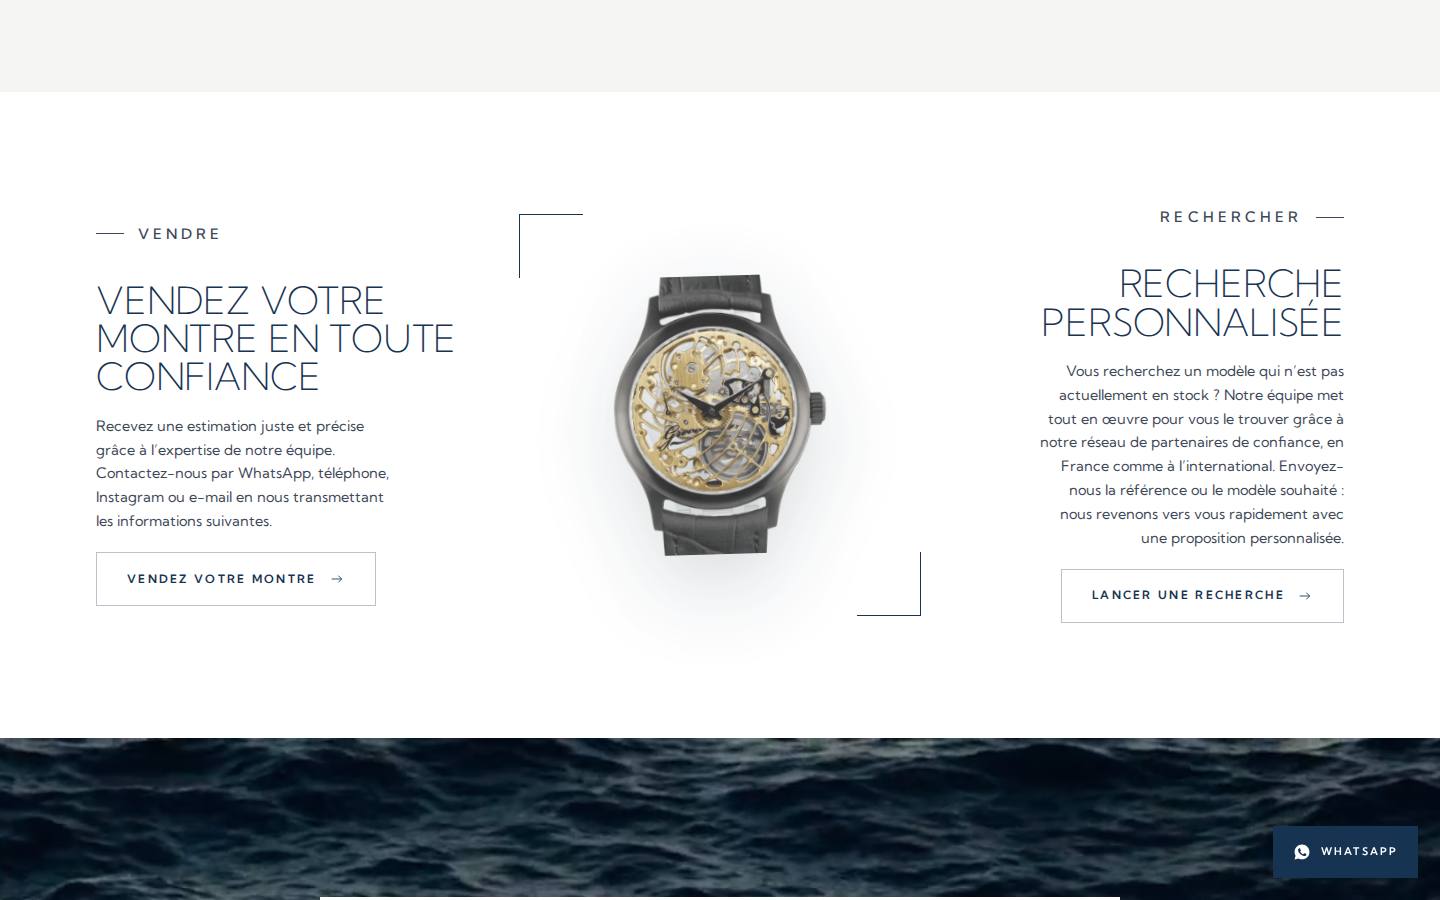 VENDRE
VENDEZ VOTRE
MONTRE EN TOUTE
CONFIANCE
Recevez une estimation juste et précise
grâce à l’expertise de notre équipe.
Contactez-nous par WhatsApp, téléphone,
Instagram ou e-mail en nous transmettant
les informations suivantes.
VENDEZ VOTRE MONTRE →
RECHERCHER
RECHERCHE
PERSONNALISÉE
Vous recherchez un modèle qui n’est pas
actuellement en stock ? Notre équipe met
tout en œuvre pour vous le trouver grâce à
notre réseau de partenaires de confiance, en
France comme à l’international. Envoyez-
nous la référence ou le modèle souhaité :
nous revenons vers vous rapidement avec
une proposition personnalisée.
LANCER UNE RECHERCHE →
WHATSAPP